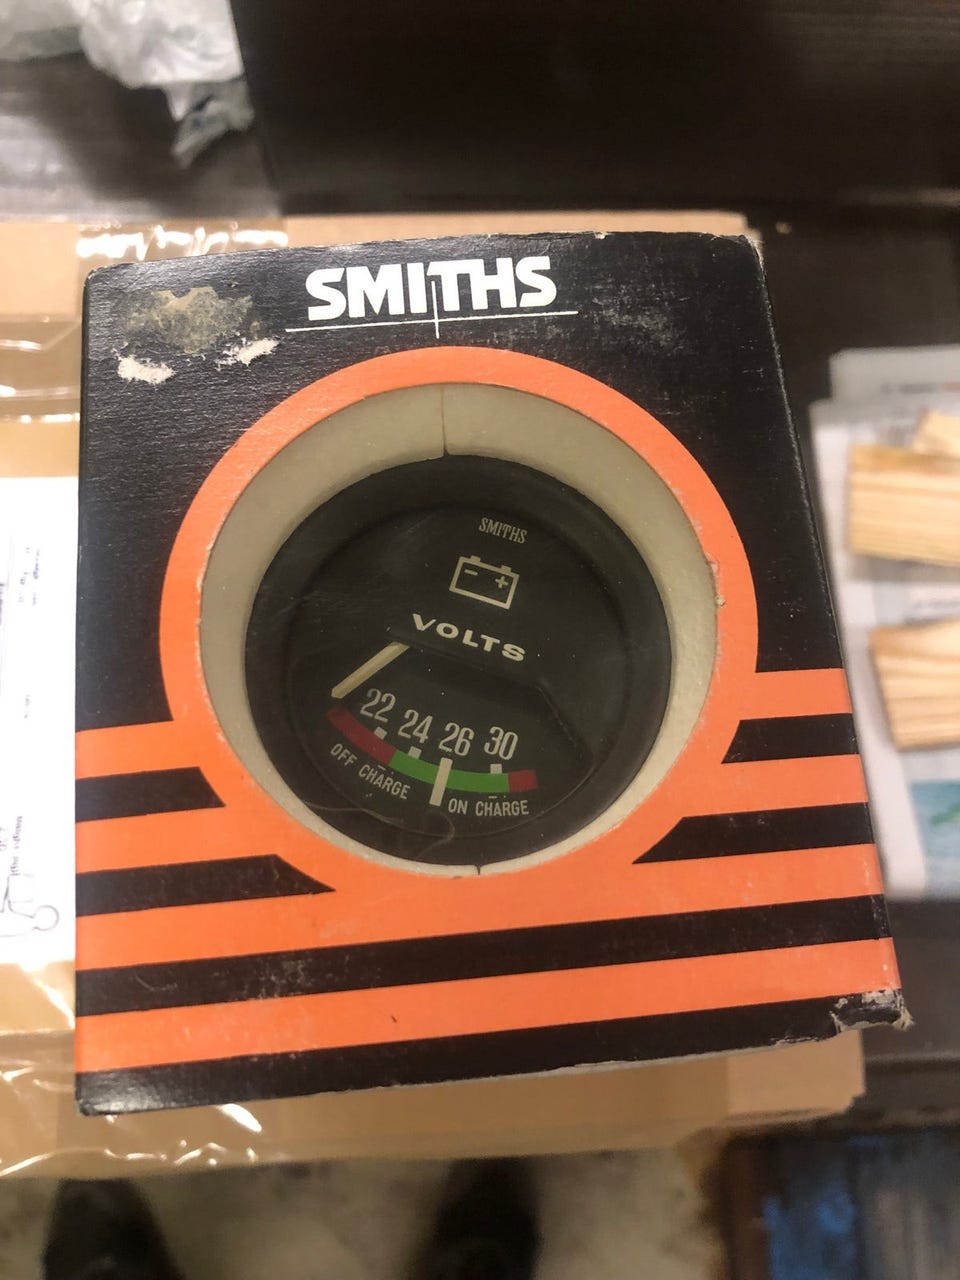 SMITHS
SMITHS
- +
VOLTS
22 24 26 30
OFF CHARGE
ON CHARGE